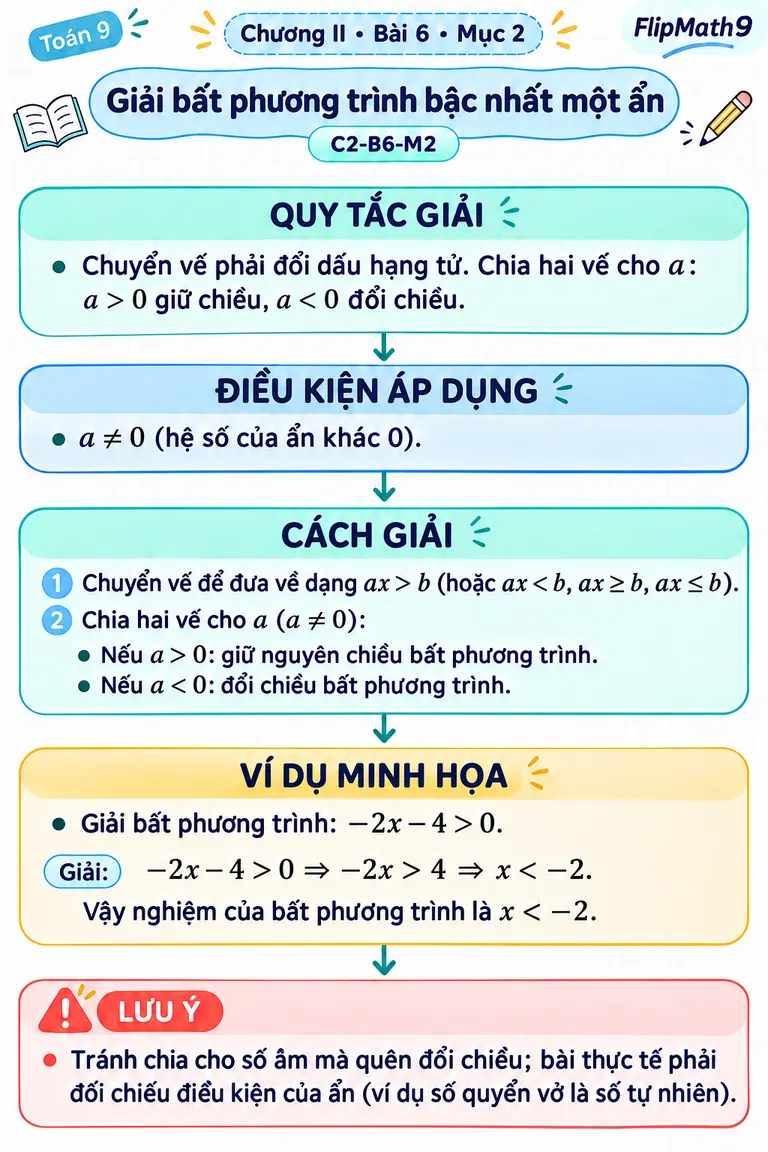 Toán 9
Chương II • Bài 6 • Mục 2
FlipMath9
Giải bất phương trình bậc nhất một ẩn
C2-B6-M2
QUY TẮC GIẢI
• Chuyển vế phải đổi dấu hạng tử. Chia hai vế cho a:
a > 0 giữ chiều, a < 0 đổi chiều.
ĐIỀU KIỆN ÁP DỤNG
• a ≠ 0 (hệ số của ẩn khác 0).
CÁCH GIẢI
1 Chuyển vế để đưa về dạng ax > b (hoặc ax < b, ax ≥ b, ax ≤ b).
2 Chia hai vế cho a (a ≠ 0):
• Nếu a > 0: giữ nguyên chiều bất phương trình.
• Nếu a < 0: đổi chiều bất phương trình.
VÍ DỤ MINH HỌA
• Giải bất phương trình: −2x − 4 > 0.
Giải: −2x − 4 > 0 ⇒ −2x > 4 ⇒ x < −2.
Vậy nghiệm của bất phương trình là x < −2.
LƯU Ý
• Tránh chia cho số âm mà quên đổi chiều; bài thực tế phải
đối chiếu điều kiện của ẩn (ví dụ số quyển vở là số tự nhiên).